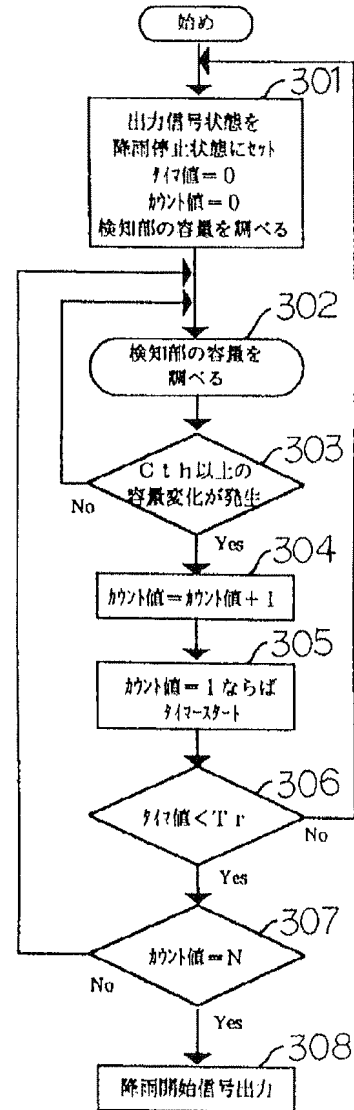 始め
301
出力信号状態を
降雨停止状態にセット
ﾀｲﾏ値＝0
ｶｳﾝﾄ値＝0
検知部の容量を調べる
302
検知部の容量を
調べる
303
Cth以上の
容量変化が発生
No
Yes
304
ｶｳﾝﾄ値＝ｶｳﾝﾄ値＋1
305
ｶｳﾝﾄ値＝1ならば
ﾀｲﾏｰｽﾀｰﾄ
306
ﾀｲﾏ値＜Tr
No
Yes
307
ｶｳﾝﾄ値＝N
No
Yes
308
降雨開始信号出力